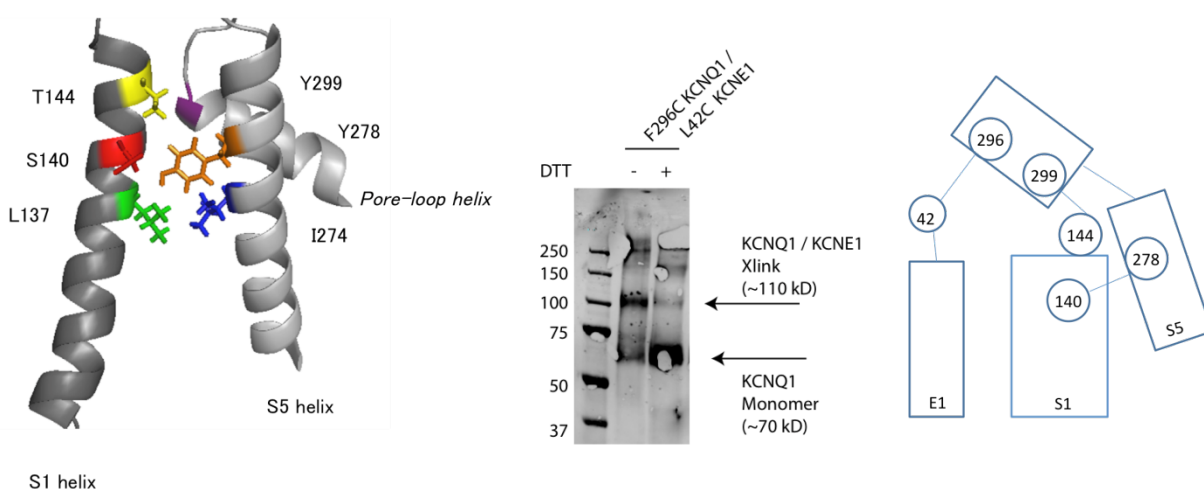 T144
S140
L137
Y299
Y278
Pore-loop helix
I274
S5 helix
S1 helix
F296C KCNQ1 /
L42C KCNE1
DTT - +
250
150
100
75
50
37
KCNQ1 / KCNE1
Xlink
(~110 kD)
KCNQ1
Monomer
(~70 kD)
296
299
42
144
278
140
S5
E1
S1